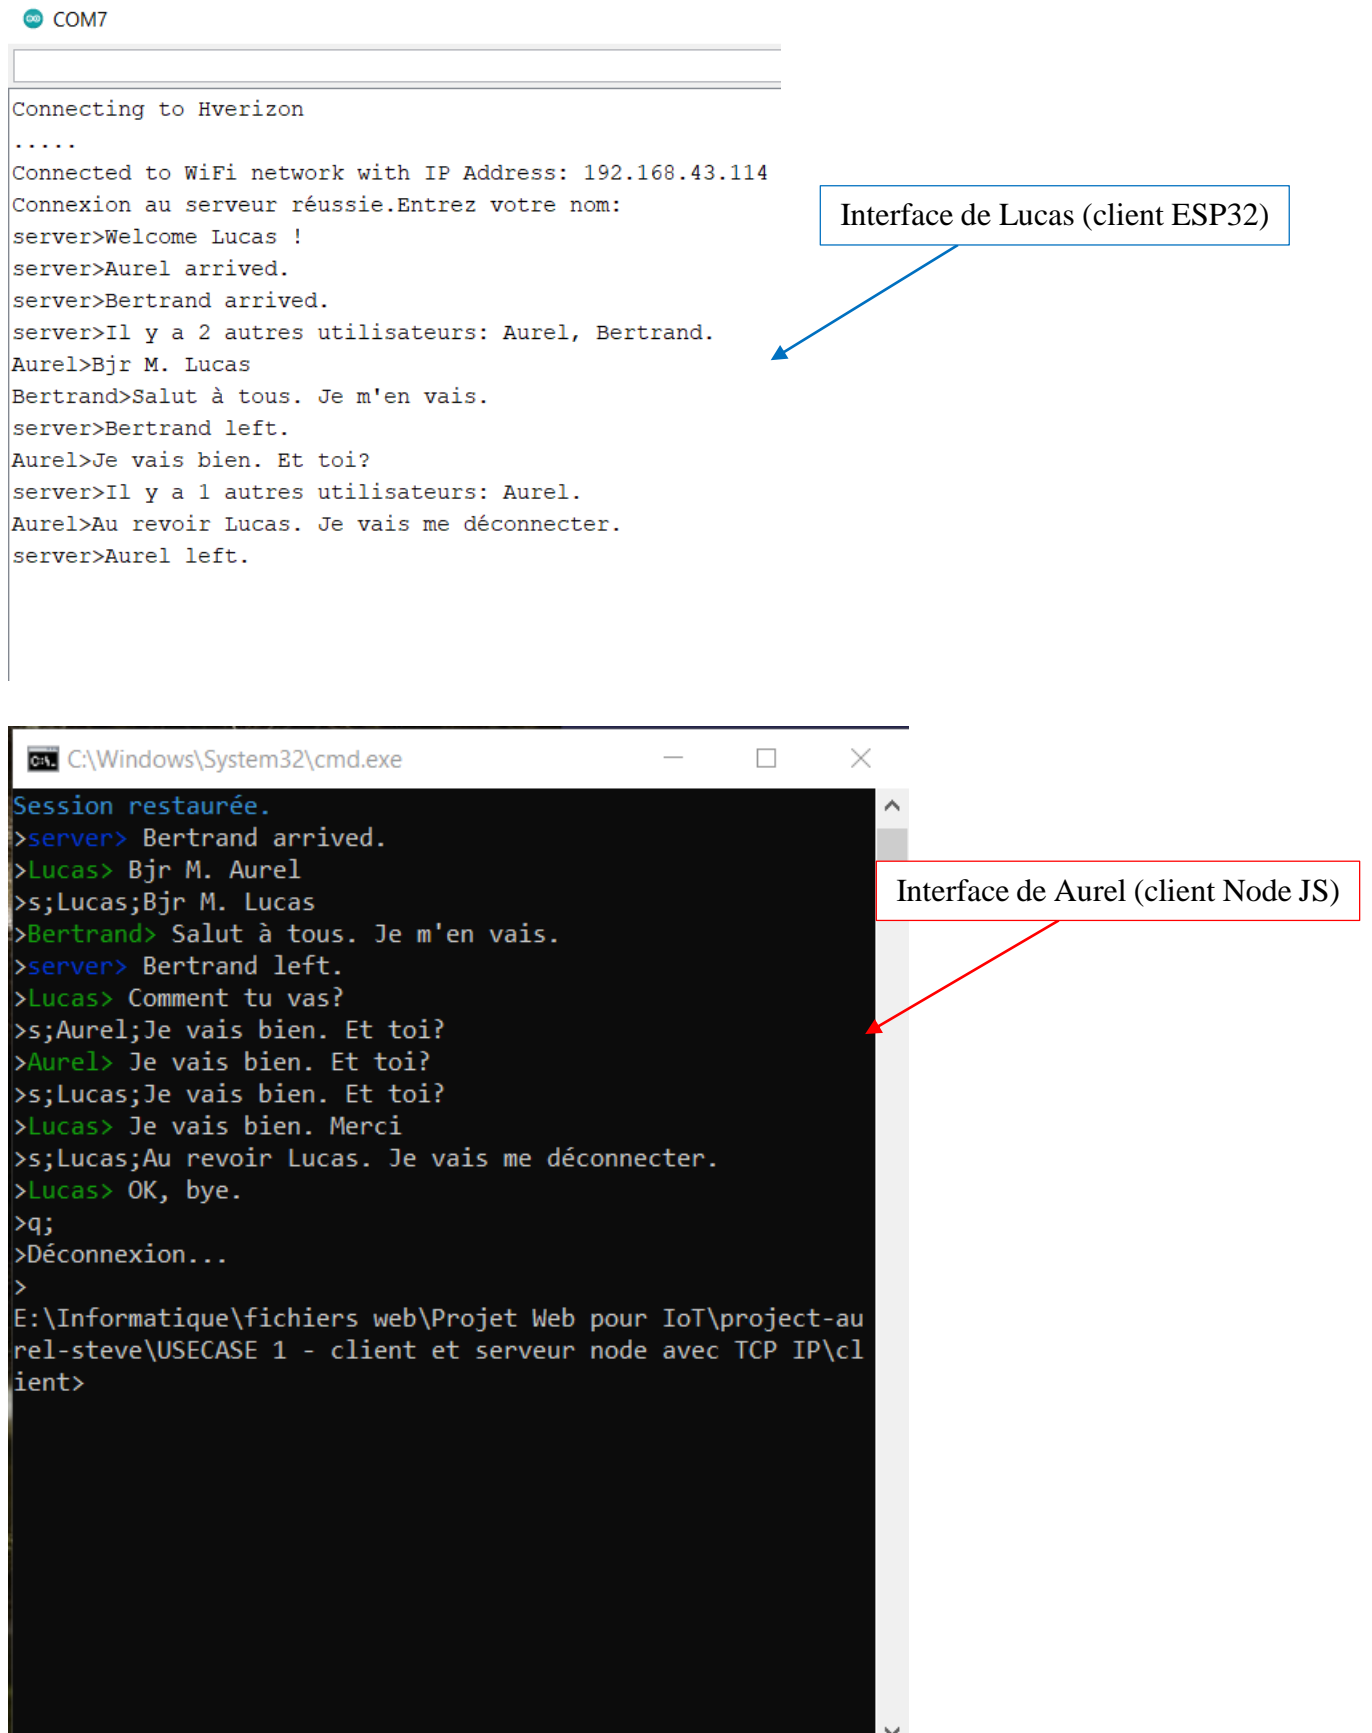 COM7
Connecting to Hverizon
.....
Connected to WiFi network with IP Address: 192.168.43.114
Connexion au serveur réussie.Entrez votre nom:
server>Welcome Lucas !
server>Aurel arrived.
server>Bertrand arrived.
server>Il y a 2 autres utilisateurs: Aurel, Bertrand.
Aurel>Bjr M. Lucas
Bertrand>Salut à tous. Je m'en vais.
server>Bertrand left.
Aurel>Je vais bien. Et toi?
server>Il y a 1 autres utilisateurs: Aurel.
Aurel>Au revoir Lucas. Je vais me déconnecter.
server>Aurel left.
Interface de Lucas (client ESP32)
C:\Windows\System32\cmd.exe
Session restaurée.
>server> Bertrand arrived.
>Lucas> Bjr M. Aurel
>s;Lucas;Bjr M. Lucas
>Bertrand> Salut à tous. Je m'en vais.
>server> Bertrand left.
>Lucas> Comment tu vas?
>s;Aurel;Je vais bien. Et toi?
>Aurel> Je vais bien. Et toi?
>s;Lucas;Je vais bien. Et toi?
>Lucas> Je vais bien. Merci
>s;Lucas;Au revoir Lucas. Je vais me déconnecter.
>Lucas> OK, bye.
>q;
>Déconnexion...
>
E:\Informatique\fichiers web\Projet Web pour IoT\project-au
rel-steve\USECASE 1 - client et serveur node avec TCP IP\cl
ient>
Interface de Aurel (client Node JS)